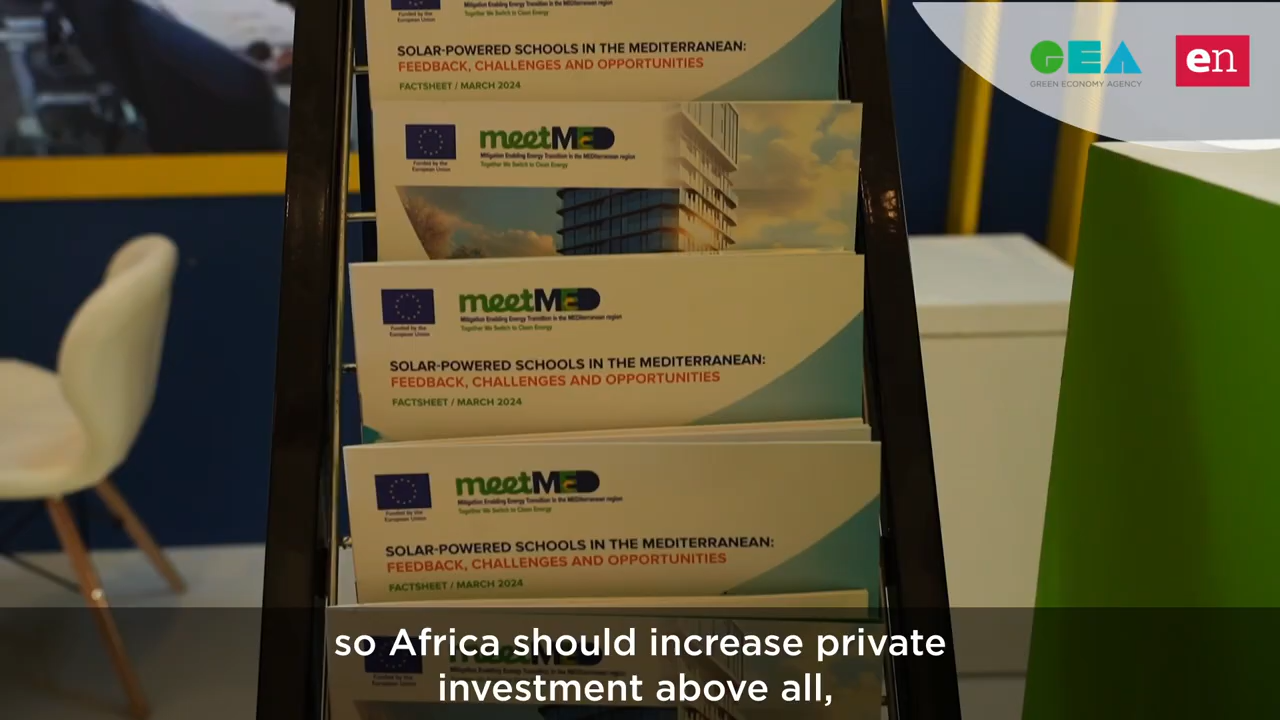 Funded by the
European Union
Mitigation Enabling Energy Transition in the MEDiterranean region
Together We Switch to Clean Energy
SOLAR-POWERED SCHOOLS IN THE MEDITERRANEAN:
FEEDBACK, CHALLENGES AND OPPORTUNITIES
FACTSHEET / MARCH 2024
GEA
GREEN ECONOMY AGENCY
en
Funded by the
European Union
meetMED
Mitigation Enabling Energy Transition in the MEDiterranean region
Together We Switch to Clean Energy
Funded by the
European Union
meetMED
Mitigation Enabling Energy Transition in the MEDiterranean region
Together We Switch to Clean Energy
SOLAR-POWERED SCHOOLS IN THE MEDITERRANEAN:
FEEDBACK, CHALLENGES AND OPPORTUNITIES
FACTSHEET / MARCH 2024
Funded by the
European Union
meetMED
Mitigation Enabling Energy Transition in the MEDiterranean region
Together We Switch to Clean Energy
SOLAR-POWERED SCHOOLS IN THE MEDITERRANEAN:
FEEDBACK, CHALLENGES AND OPPORTUNITIES
FACTSHEET / MARCH 2024
meetMED
so Africa should increase private
investment above all,